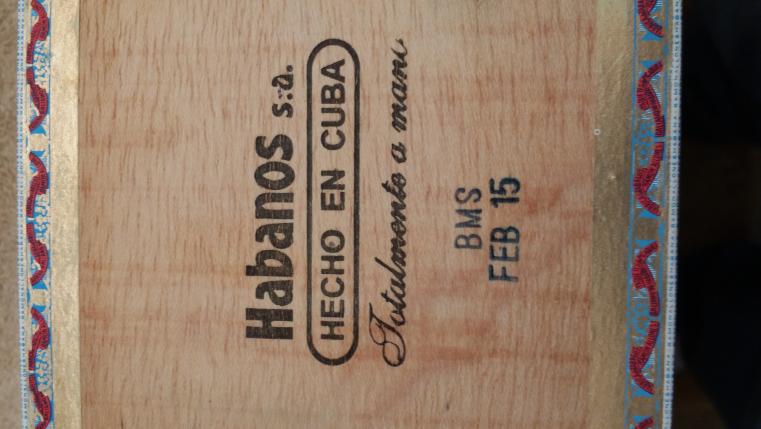 Habanos s.a.
HECHO EN CUBA
Totalmente a mano
BMS
FEB 15